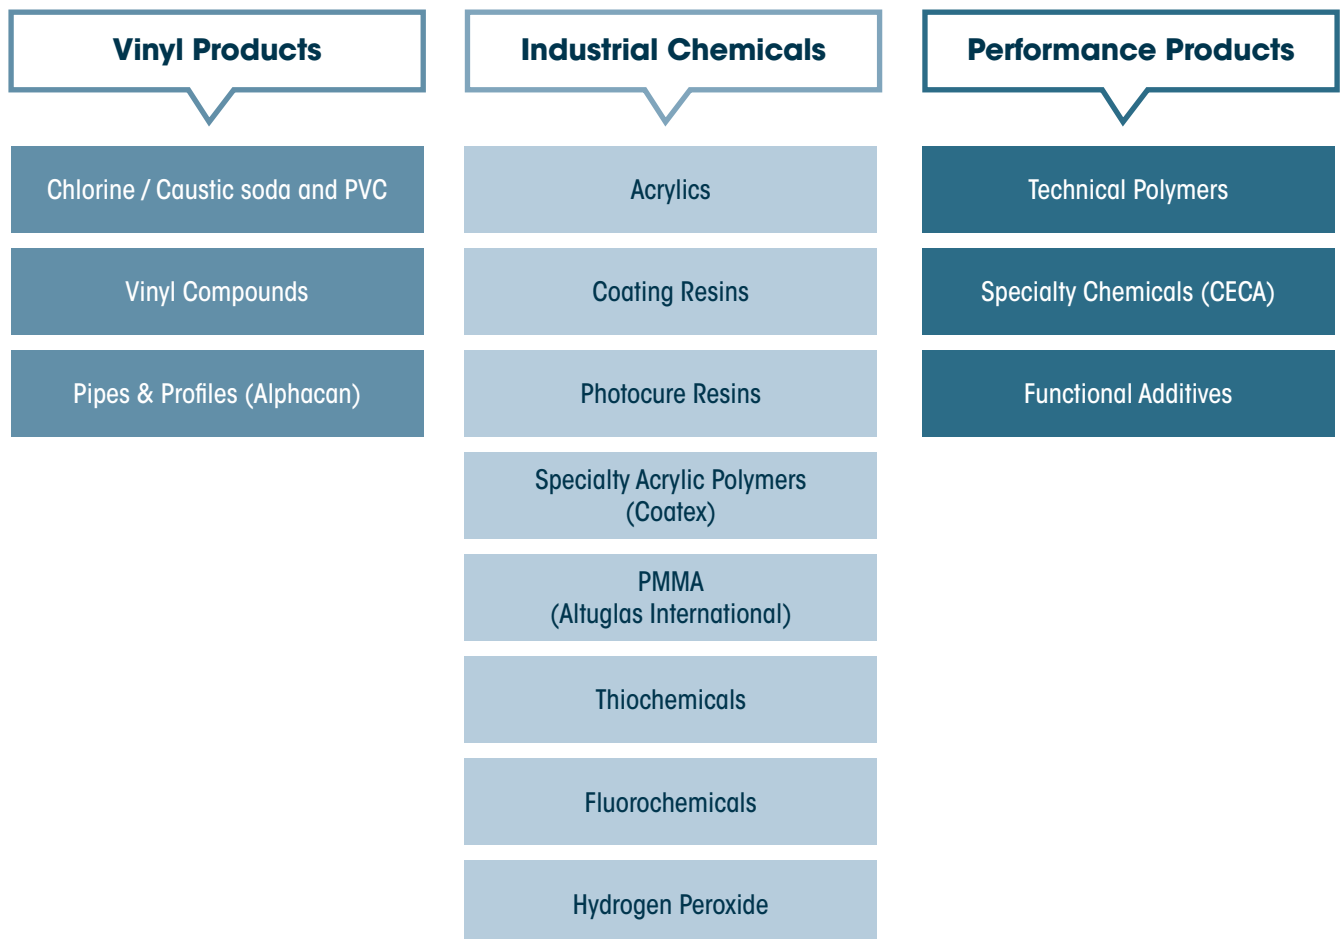 Vinyl Products
Chlorine / Caustic soda and PVC
Vinyl Compounds
Pipes & Profiles (Alphacan)
Industrial Chemicals
Acrylics
Coating Resins
Photocure Resins
Specialty Acrylic Polymers
(Coatex)
PMMA
(Altuglas International)
Thiochemicals
Fluorochemicals
Hydrogen Peroxide
Performance Products
Technical Polymers
Specialty Chemicals (CECA)
Functional Additives